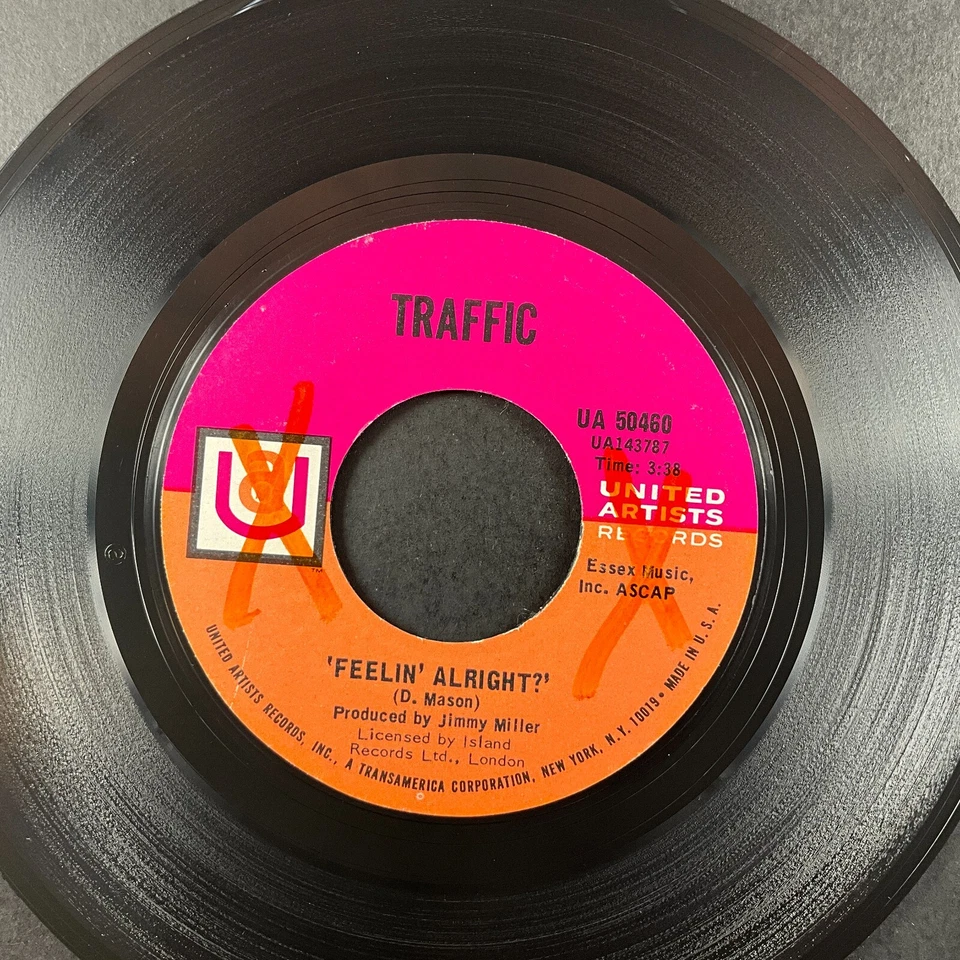 TRAFFIC
UA 50460
UA143787
Time: 3:38
U
UNITED
ARTISTS
RECORDS
TM
Essex Music,
Inc. ASCAP
'FEELIN' ALRIGHT?'
(D. Mason)
Produced by Jimmy Miller
Licensed by Island
Records Ltd., London
UNITED ARTISTS RECORDS, INC., A TRANSAMERICA CORPORATION, NEW YORK, N.Y. 10019 • MADE IN U.S.A.